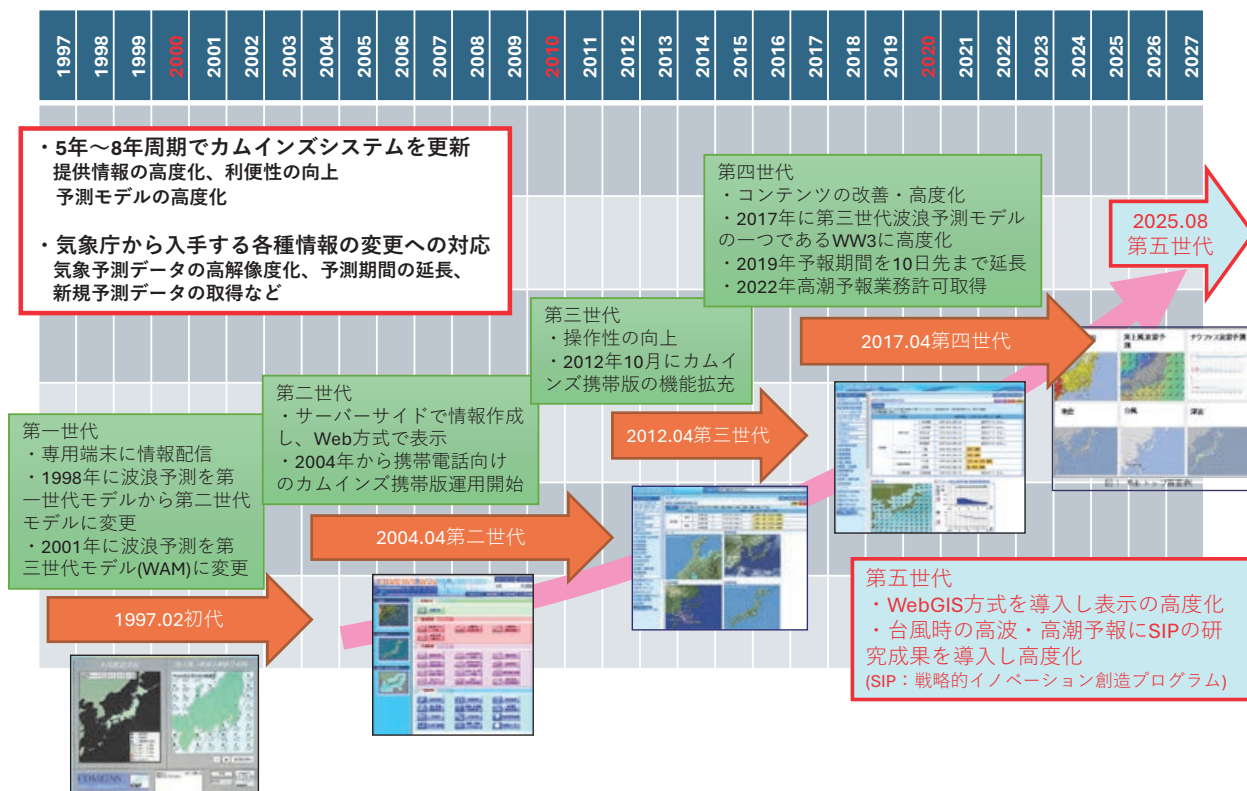 1997 1998 1999 2000 2001 2002 2003 2004 2005 2006 2007 2008 2009 2010 2011 2012 2013 2014 2015 2016 2017 2018 2019 2020 2021 2022 2023 2024 2025 2026 2027
・5年～8年周期でカムインズシステムを更新
提供情報の高度化、利便性の向上
予測モデルの高度化
・気象庁から入手する各種情報の変更への対応
気象予測データの高解像度化、予測期間の延長、
新規予測データの取得など
第一世代
・専用端末に情報配信
・1998年に波浪予測を第
一世代モデルから第二世代
モデルに変更
・2001年に波浪予測を第
三世代モデル(WAM)に変更
1997.02初代
第二世代
・サーバーサイドで情報作成
し、Web方式で表示
・2004年から携帯電話向け
のカムインズ携帯版運用開始
2004.04第二世代
第三世代
・操作性の向上
・2012年10月にカムイ
ンズ携帯版の機能拡充
2012.04第三世代
第四世代
・コンテンツの改善・高度化
・2017年に第三世代波浪予測モデル
の一つであるWW3に高度化
・2019年予報期間を10日先まで延長
・2022年高潮予報業務許可取得
2017.04第四世代
2025.08
第五世代
第五世代
・WebGIS方式を導入し表示の高度化
・台風時の高波・高潮予報にSIPの研
究成果を導入し高度化
(SIP：戦略的イノベーション創造プログラム)
台風
COMEINS